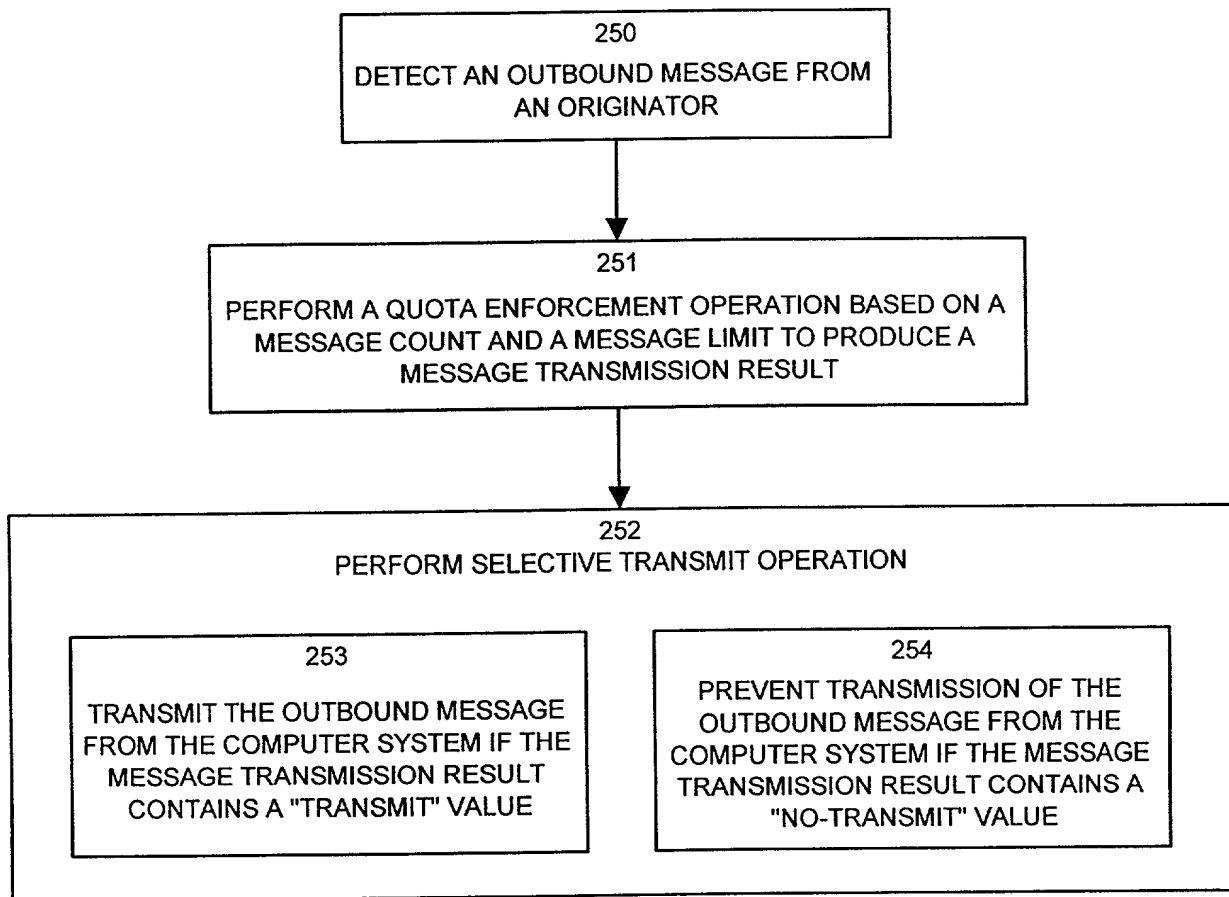 250
DETECT AN OUTBOUND MESSAGE FROM
AN ORIGINATOR
251
PERFORM A QUOTA ENFORCEMENT OPERATION BASED ON A
MESSAGE COUNT AND A MESSAGE LIMIT TO PRODUCE A
MESSAGE TRANSMISSION RESULT
252
PERFORM SELECTIVE TRANSMIT OPERATION
253
TRANSMIT THE OUTBOUND MESSAGE
FROM THE COMPUTER SYSTEM IF THE
MESSAGE TRANSMISSION RESULT
CONTAINS A "TRANSMIT" VALUE
254
PREVENT TRANSMISSION OF THE
OUTBOUND MESSAGE FROM THE
COMPUTER SYSTEM IF THE MESSAGE
TRANSMISSION RESULT CONTAINS A
"NO-TRANSMIT" VALUE